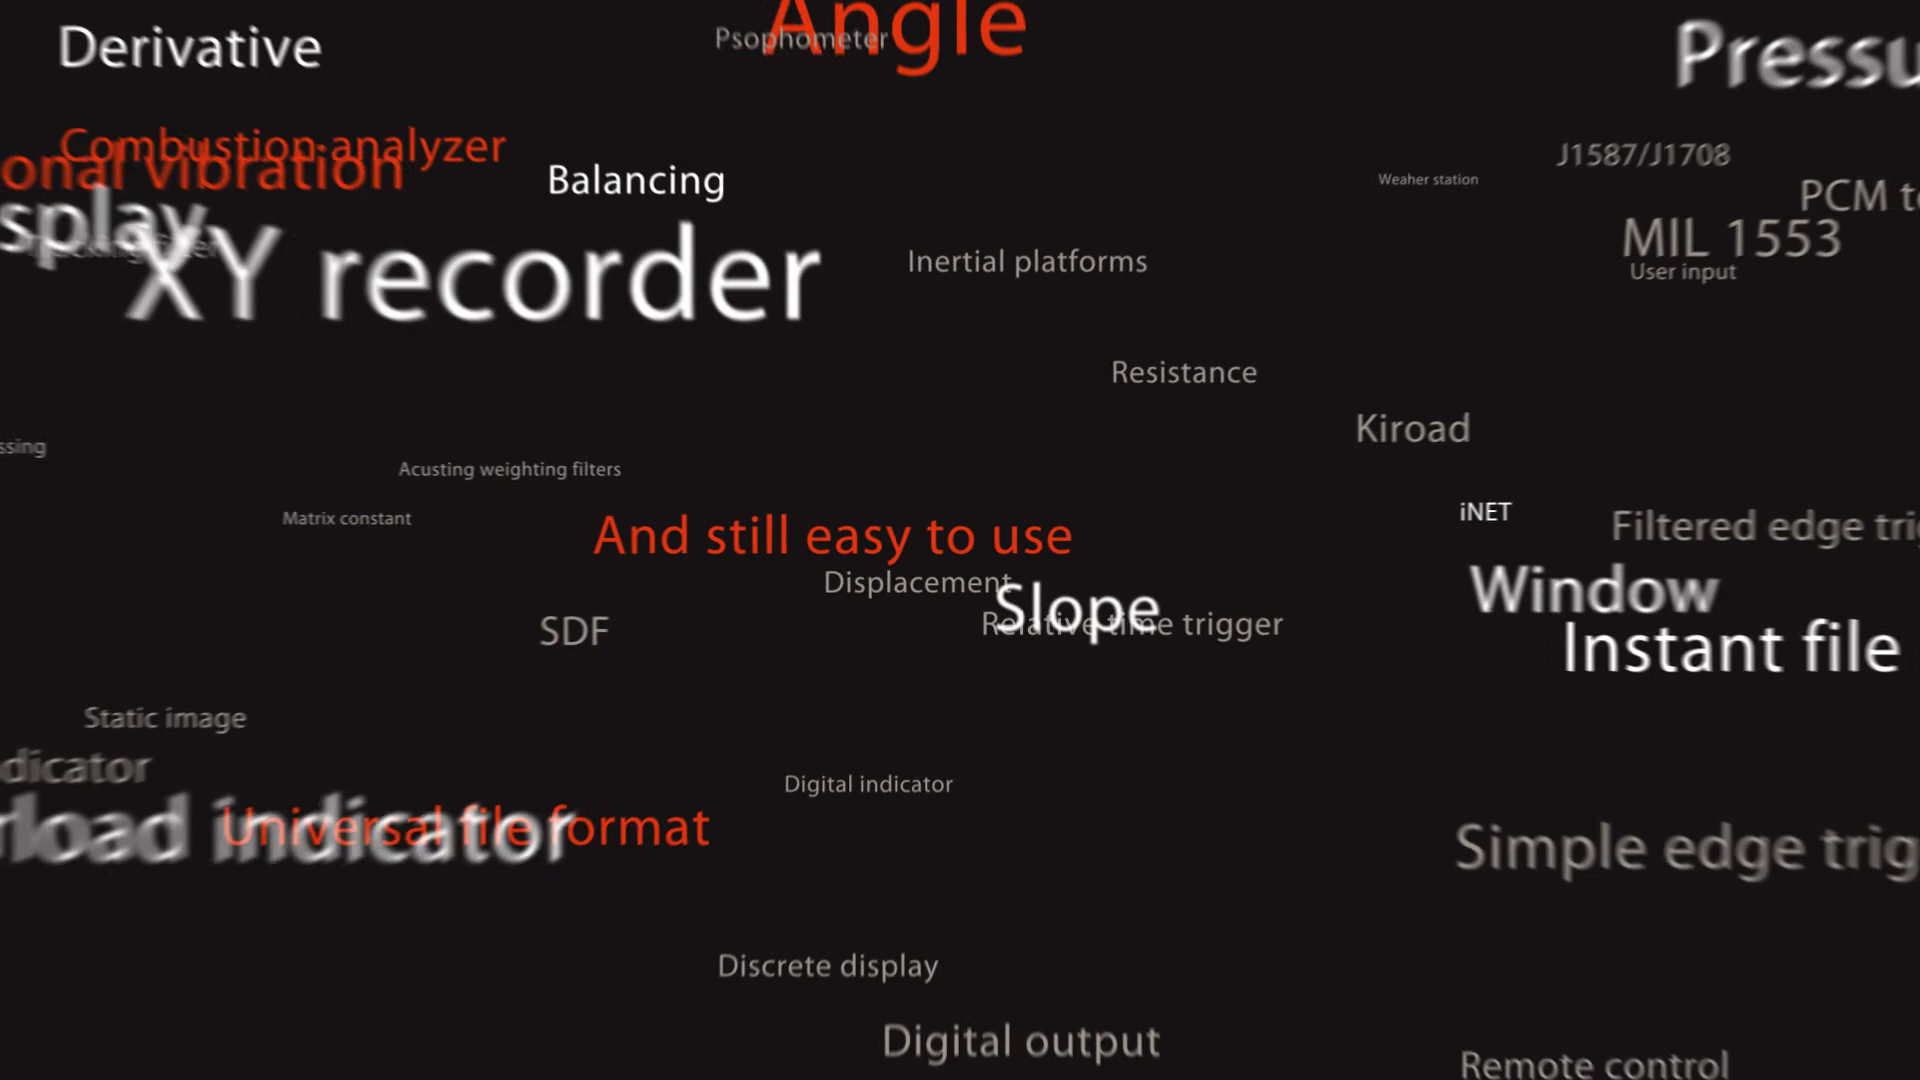 Angle
Derivative
Psophometer
Pressu
Combustion analyzer
onal vibration
Balancing
J1587/J1708
Weaher station
PCM to
splay
MIL 1553
XY recorder
Inertial platforms
User input
Resistance
Kiroad
ssing
Acusting weighting filters
Matrix constant
iNET
And still easy to use
Filtered edge trig
Displacement
Slope
Window
Relative time trigger
SDF
Instant file
Static image
dicator
Digital indicator
Universal file format
rload indicator
Simple edge trig
Discrete display
Digital output
Remote control